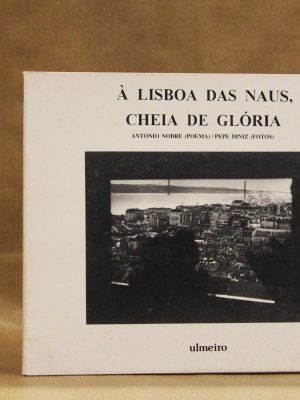 À LISBOA DAS NAUS,
CHEIA DE GLÓRIA
ANTÓNIO NOBRE (POEMA) / PEPE DINIZ (FOTOS)
ulmeiro